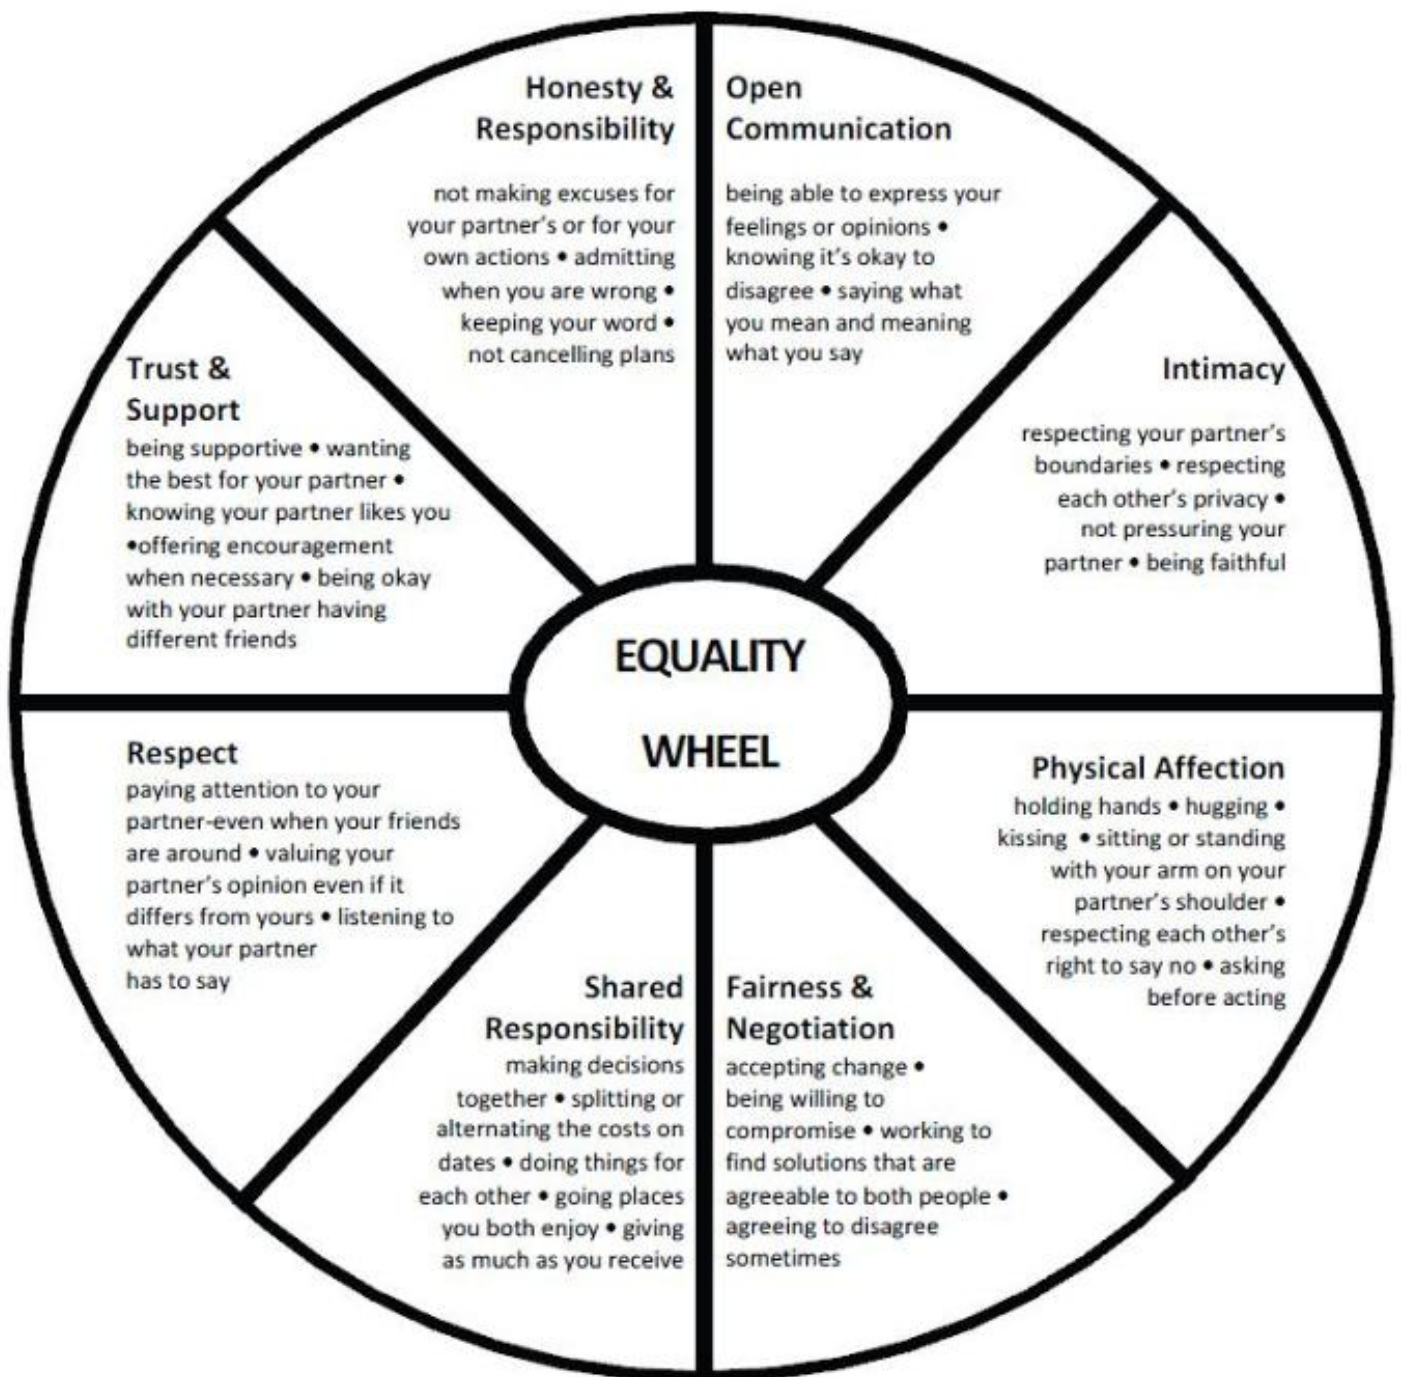 Honesty &
Responsibility
not making excuses for
your partner's or for your
own actions • admitting
when you are wrong •
keeping your word •
not cancelling plans
Open
Communication
being able to express your
feelings or opinions •
knowing it's okay to
disagree • saying what
you mean and meaning
what you say
Intimacy
respecting your partner's
boundaries • respecting
each other's privacy •
not pressuring your
partner • being faithful
Physical Affection
holding hands • hugging •
kissing • sitting or standing
with your arm on your
partner's shoulder •
respecting each other's
right to say no • asking
before acting
Fairness &
Negotiation
accepting change •
being willing to
compromise • working to
find solutions that are
agreeable to both people •
agreeing to disagree
sometimes
Shared
Responsibility
making decisions
together • splitting or
alternating the costs on
dates • doing things for
each other • going places
you both enjoy • giving
as much as you receive
Respect
paying attention to your
partner-even when your friends
are around • valuing your
partner's opinion even if it
differs from yours • listening to
what your partner
has to say
Trust &
Support
being supportive • wanting
the best for your partner •
knowing your partner likes you
•offering encouragement
when necessary • being okay
with your partner having
different friends
EQUALITY
WHEEL